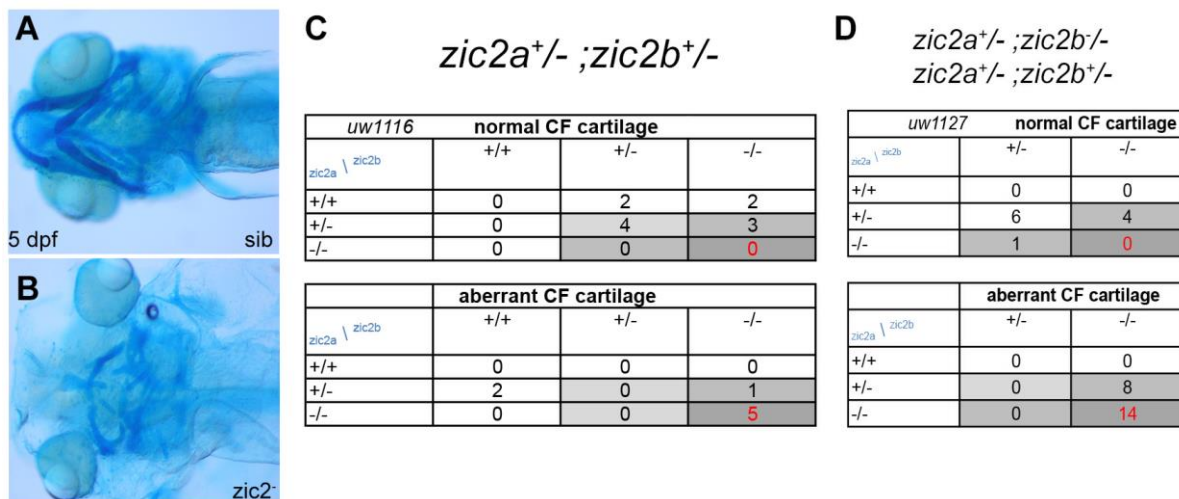 A
5 dpf
sib
B
zic2-
C
zic2a+/- ;zic2b+/-
uw1116 normal CF cartilage
zic2a \ zic2b +/+ +/- -/-
+/+ 0 2 2
+/- 0 4 3
-/- 0 0 0
aberrant CF cartilage
zic2a \ zic2b +/+ +/- -/-
+/+ 0 0 0
+/- 2 0 1
-/- 0 0 5
D
zic2a+/- ;zic2b-/-
zic2a+/- ;zic2b+/-
uw1127 normal CF cartilage
zic2a \ zic2b +/- -/-
+/+ 0 0
+/- 6 4
-/- 1 0
aberrant CF cartilage
zic2a \ zic2b +/- -/-
+/+ 0 0
+/- 0 8
-/- 0 14